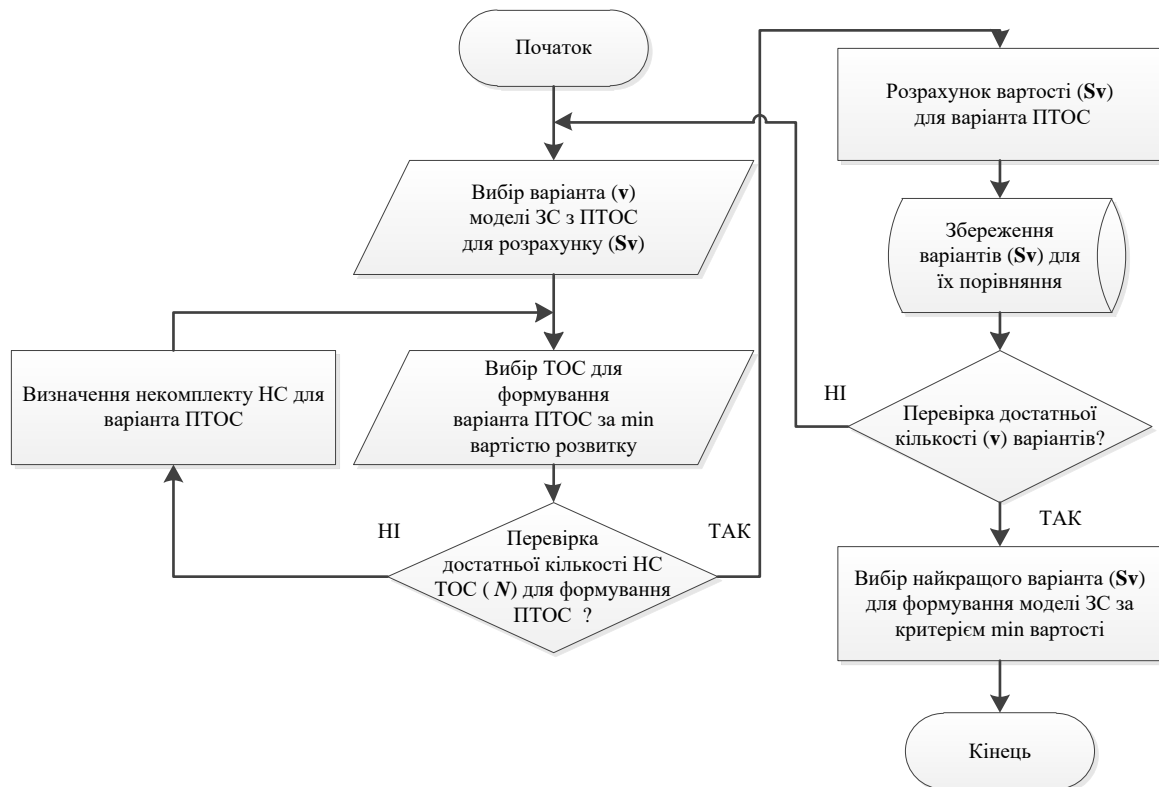 Початок
Вибір варіанта (v)
моделі ЗС з ПТОС
для розрахунку (Sv)
Визначення некомплекту НС для
варіанта ПТОС
Вибір ТОС для
формування
варіанта ПТОС за min
вартістю розвитку
НІ
Перевірка
достатньої кількості НС
ТОС ( N) для формування
ПТОС ?
ТАК
Розрахунок вартості (Sv)
для варіанта ПТОС
Збереження
варіантів (Sv) для
їх порівняння
НІ
Перевірка достатньої
кількості (v) варіантів?
ТАК
Вибір найкращого варіанта (Sv)
для формування моделі ЗС за
критерієм min вартості
Кінець